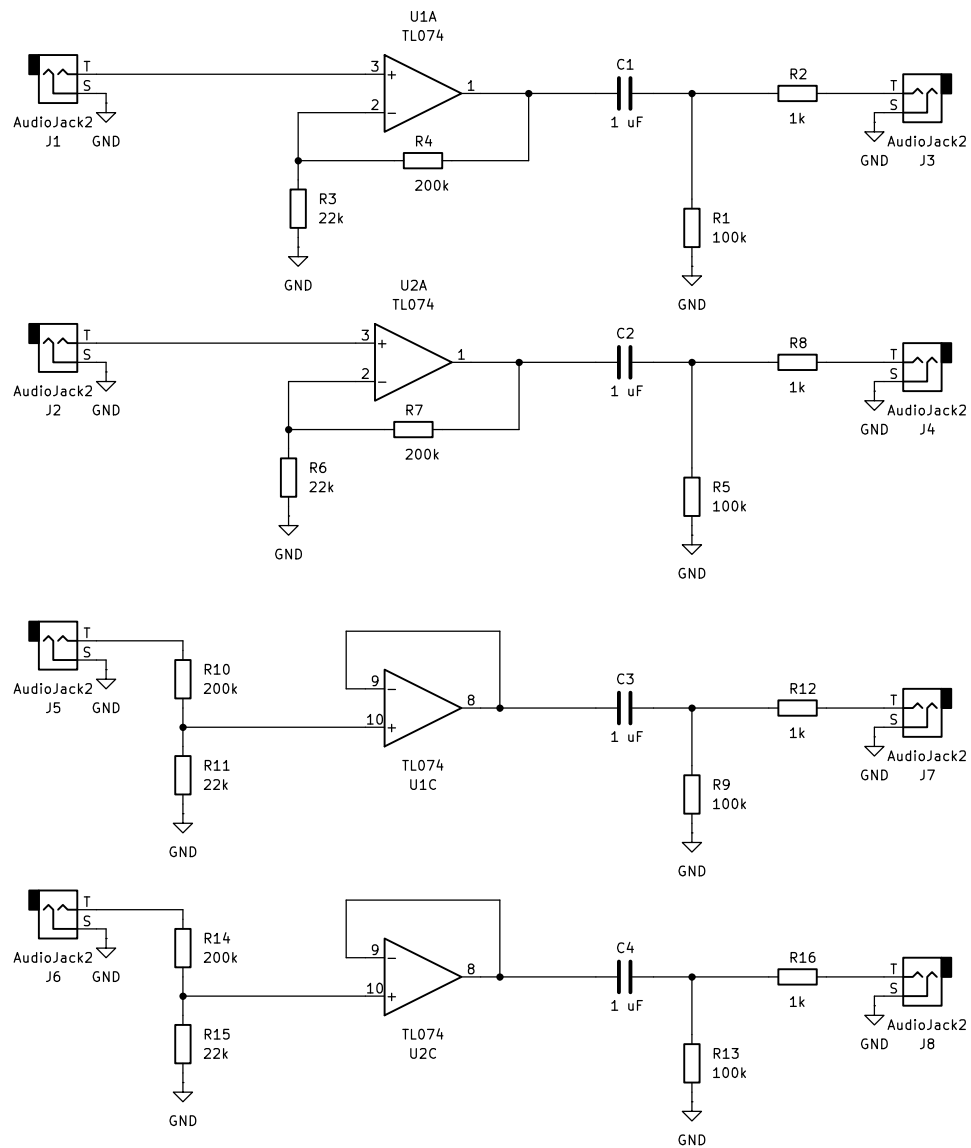 U1A
TL074
T
S
AudioJack2
J1
GND
3
+
2
−
1
R4
200k
R3
22k
GND
C1
1 uF
R2
1k
R1
100k
GND
T
S
GND
AudioJack2
J3
U2A
TL074
T
S
AudioJack2
J2
GND
3
+
2
−
1
R7
200k
R6
22k
GND
C2
1 uF
R8
1k
R5
100k
GND
T
S
GND
AudioJack2
J4
T
S
AudioJack2
J5
GND
R10
200k
R11
22k
GND
9
−
10
+
8
TL074
U1C
C3
1 uF
R12
1k
R9
100k
GND
T
S
GND
AudioJack2
J7
T
S
AudioJack2
J6
GND
R14
200k
R15
22k
GND
9
−
10
+
8
TL074
U2C
C4
1 uF
R16
1k
R13
100k
GND
T
S
GND
AudioJack2
J8